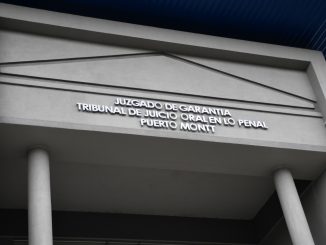 JUZGADO DE GARANTIA
TRIBUNAL DE JUICIO ORAL EN LO PENAL
PUERTO MONTT